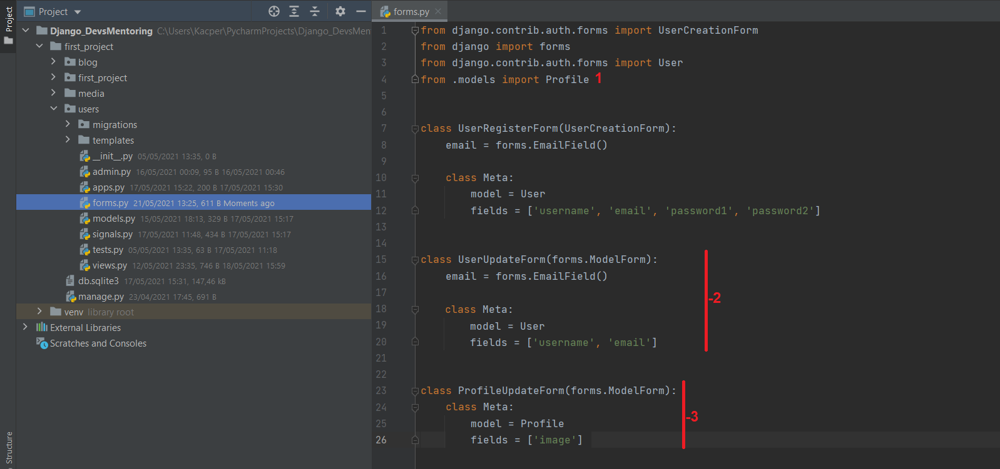 Project
Project
forms.py
Django_DevsMentoring C:\Users\Kacper\PycharmProjects\Django_DevsMen
first_project
blog
first_project
media
users
migrations
templates
__init__.py 05/05/2021 13:35, 0 B
admin.py 16/05/2021 00:09, 95 B 16/05/2021 00:46
apps.py 17/05/2021 15:22, 200 B 17/05/2021 15:30
forms.py 21/05/2021 13:25, 611 B Moments ago
models.py 15/05/2021 18:13, 329 B 17/05/2021 15:17
signals.py 17/05/2021 11:48, 434 B 17/05/2021 15:17
tests.py 05/05/2021 13:35, 63 B 17/05/2021 11:18
views.py 12/05/2021 23:35, 746 B 18/05/2021 15:59
db.sqlite3 17/05/2021 15:31, 147,46 kB
manage.py 23/04/2021 17:45, 691 B
venv library root
External Libraries
Scratches and Consoles
Structure
1 from django.contrib.auth.forms import UserCreationForm
2 from django import forms
3 from django.contrib.auth.forms import User
4 from .models import Profile 1
5
6
7 class UserRegisterForm(UserCreationForm):
8 email = forms.EmailField()
9
10 class Meta:
11 model = User
12 fields = ['username', 'email', 'password1', 'password2']
13
14
15 class UserUpdateForm(forms.ModelForm):
16 email = forms.EmailField()
17
-2
18 class Meta:
19 model = User
20 fields = ['username', 'email']
21
22
23 class ProfileUpdateForm(forms.ModelForm):
24 class Meta:
-3
25 model = Profile
26 fields = ['image']